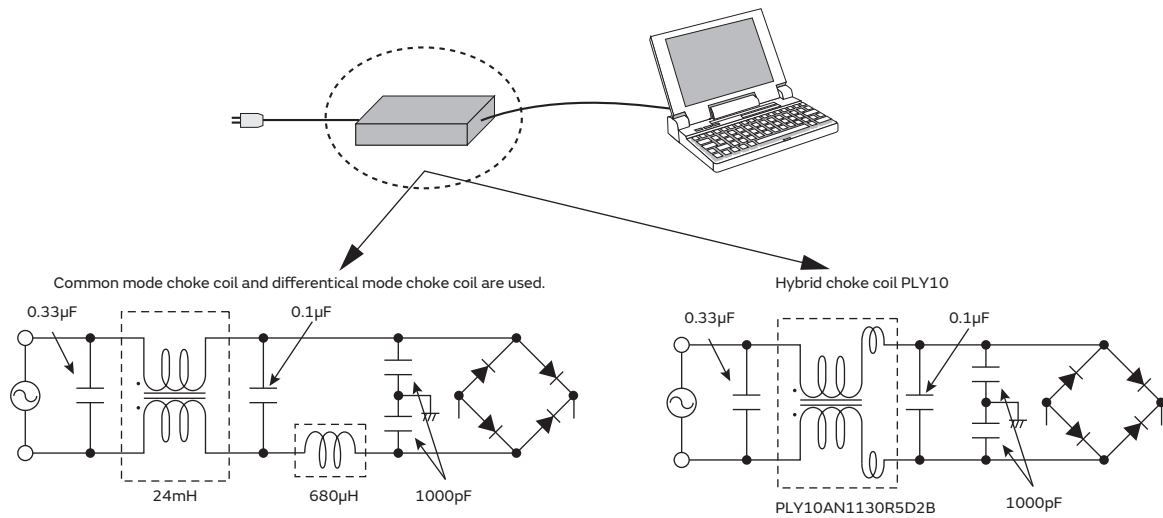 Common mode choke coil and differentical mode choke coil are used.
0.33μF
0.1μF
24mH
680μH
1000pF
Hybrid choke coil PLY10
0.33μF
0.1μF
PLY10AN1130R5D2B
1000pF